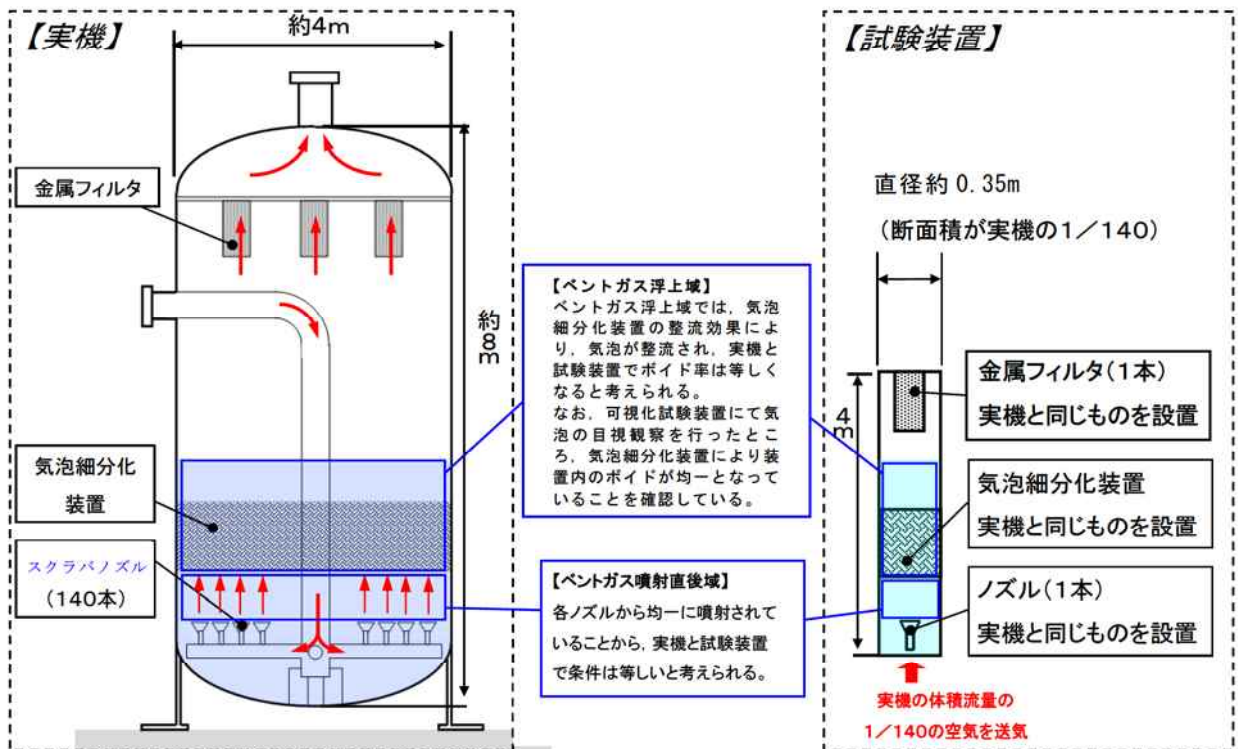 【実機】
約4m
金属フィルタ
約8m
気泡細分化
装置
スクラバノズル
(140本)
【ベントガス浮上域】
ベントガス浮上域では，気泡
細分化装置の整流効果によ
り，気泡が整流され，実機と
試験装置でボイド率は等しく
なると考えられる。
なお，可視化試験装置にて気
泡の目視観察を行ったとこ
ろ，気泡細分化装置により装
置内のボイドが均一となって
いることを確認している。
【ベントガス噴射直後域】
各ノズルから均一に噴射されて
いることから，実機と試験装置
で条件は等しいと考えられる。
【試験装置】
直径約0.35m
(断面積が実機の1／140)
4m
金属フィルタ(1本)
実機と同じものを設置
気泡細分化装置
実機と同じものを設置
ノズル(1本)
実機と同じものを設置
実機の体積流量の
1／140の空気を送気